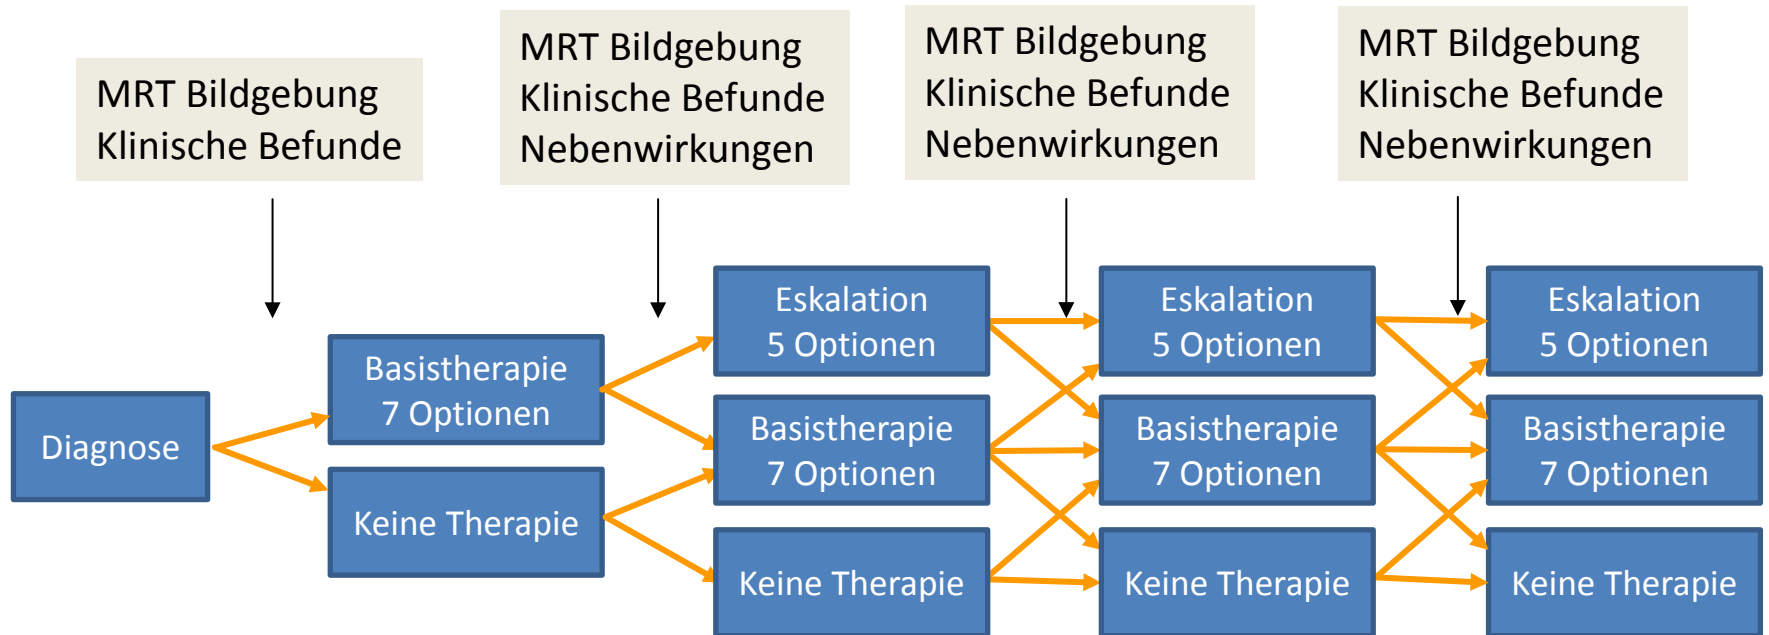 MRT Bildgebung
Klinische Befunde
MRT Bildgebung
Klinische Befunde
Nebenwirkungen
MRT Bildgebung
Klinische Befunde
Nebenwirkungen
MRT Bildgebung
Klinische Befunde
Nebenwirkungen
Diagnose
Basistherapie
7 Optionen
Keine Therapie
Eskalation
5 Optionen
Basistherapie
7 Optionen
Keine Therapie
Eskalation
5 Optionen
Basistherapie
7 Optionen
Keine Therapie
Eskalation
5 Optionen
Basistherapie
7 Optionen
Keine Therapie